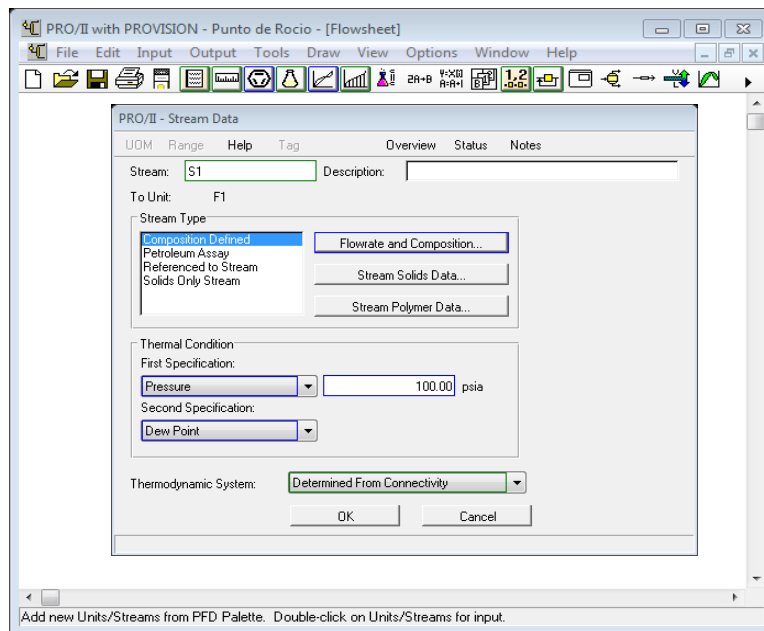 PRO/II with PROVISION - Punto de Rocio - [Flowsheet]
File Edit Input Output Tools Draw View Options Window Help
PRO/II - Stream Data
UOM Range Help Tag Overview Status Notes
Stream: S1 Description:
To Unit: F1
Stream Type
Composition Defined
Petroleum Assay
Referenced to Stream
Solids Only Stream
Flowrate and Composition...
Stream Solids Data...
Stream Polymer Data...
Thermal Condition
First Specification:
Pressure 100.00 psia
Second Specification:
Dew Point
Thermodynamic System: Determined From Connectivity
OK Cancel
Add new Units/Streams from PFD Palette. Double-click on Units/Streams for input.